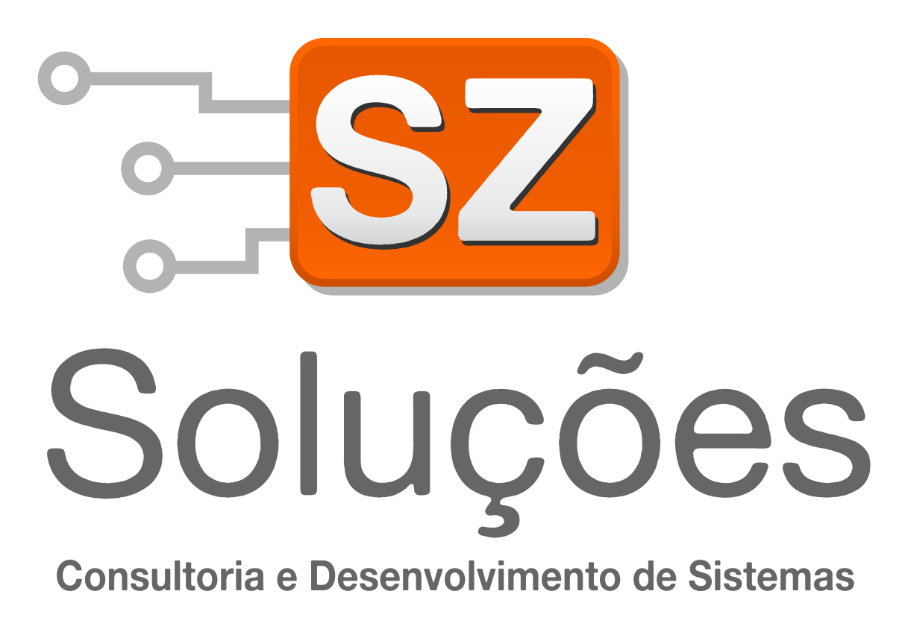 SZ
Soluções
Consultoria e Desenvolvimento de Sistemas